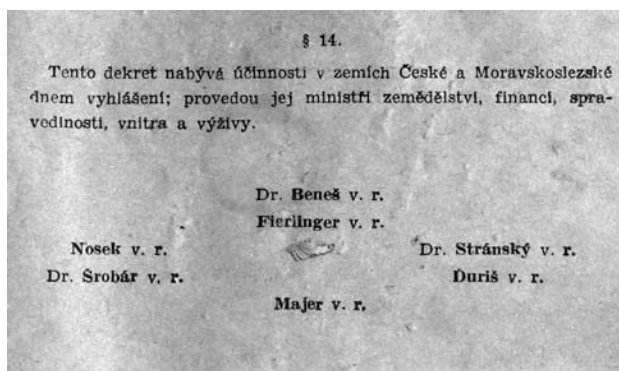 § 14.
Tento dekret nabývá účinnosti v zemích České a Moravskoslezské
dnem vyhlášení; provedou jej ministři zemědělství, financí, spra-
vedlnosti, vnitra a výživy.
Dr. Beneš v. r.
Fierlinger v. r.
Nosek v. r. Dr. Stránský v. r.
Dr. Šrobár v. r. Ďuriš v. r.
Majer v. r.